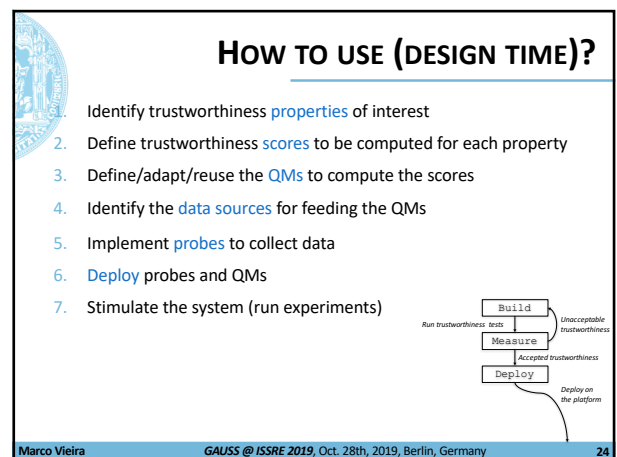 HOW TO USE (DESIGN TIME)?
1. Identify trustworthiness properties of interest
2. Define trustworthiness scores to be computed for each property
3. Define/adapt/reuse the QMs to compute the scores
4. Identify the data sources for feeding the QMs
5. Implement probes to collect data
6. Deploy probes and QMs
7. Stimulate the system (run experiments)
Build
Run trustworthiness tests
Unacceptable
trustworthiness
Measure
Accepted trustworthiness
Deploy
Deploy on
the platform
Marco Vieira GAUSS @ ISSRE 2019, Oct. 28th, 2019, Berlin, Germany 24